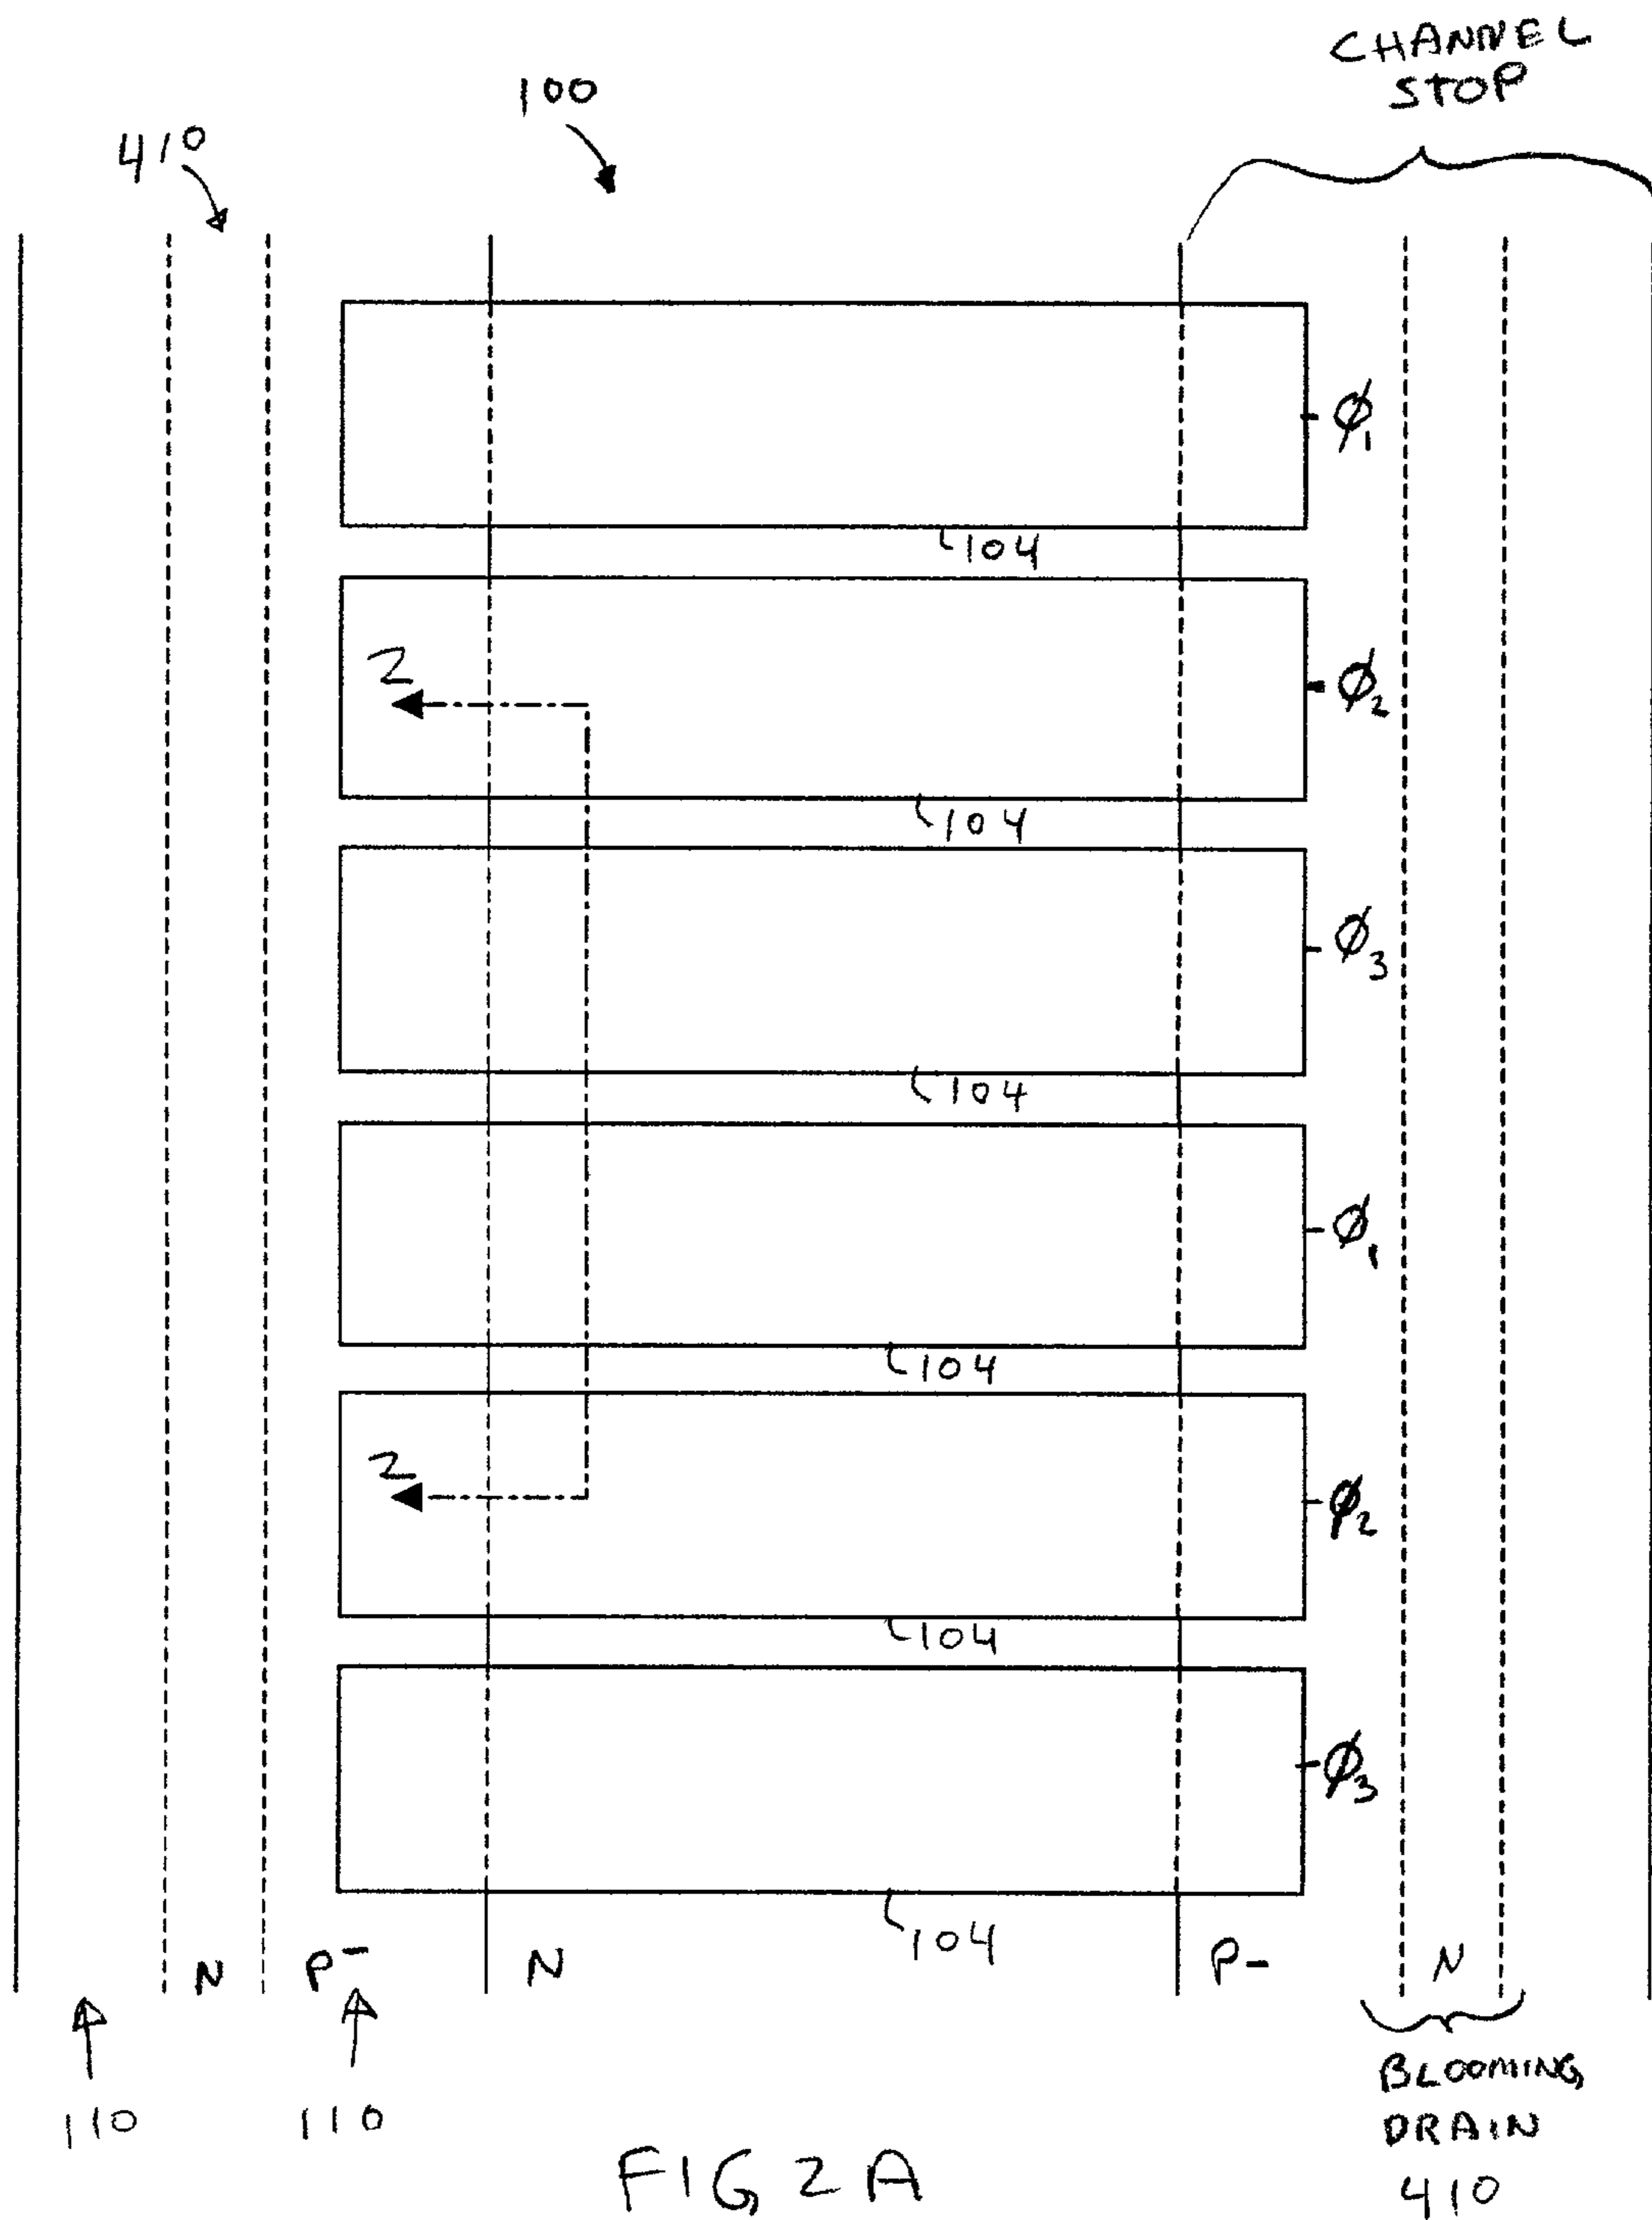 CHANNEL
STOP
100
410
ϕ1
104
ϕ2
2
104
ϕ3
104
ϕ1
104
2
ϕ2
104
ϕ3
104
N P- N P- N
110 110
BLOOMING
DRAIN
410
FIG 2A